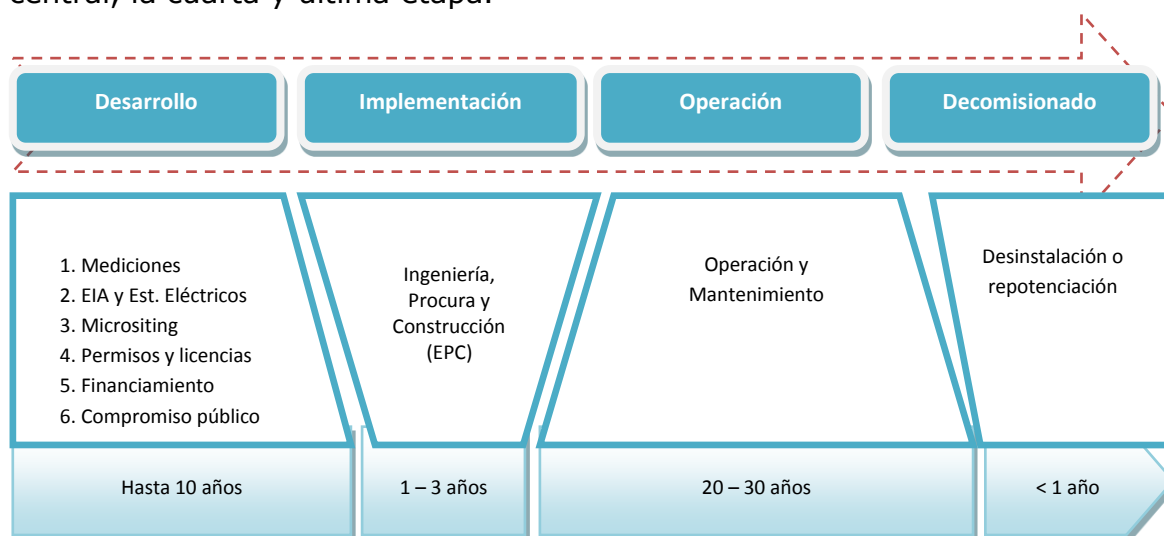 central, la cuarta y última etapa.
Desarrollo
Implementación
Operación
Decomisionado
1. Mediciones
2. EIA y Est. Eléctricos
3. Micrositing
4. Permisos y licencias
5. Financiamiento
6. Compromiso público
Ingeniería,
Procura y
Construcción
(EPC)
Operación y
Mantenimiento
Desinstalación o
repotenciación
Hasta 10 años
1 – 3 años
20 – 30 años
< 1 año